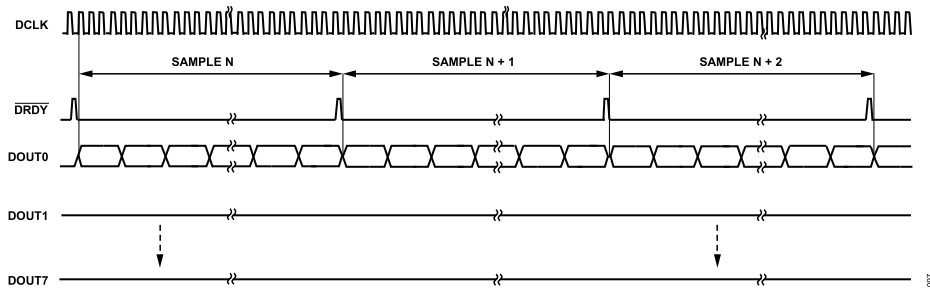 DCLK
SAMPLE N
SAMPLE N + 1
SAMPLE N + 2
DRDY
DOUT0
DOUT1
DOUT7